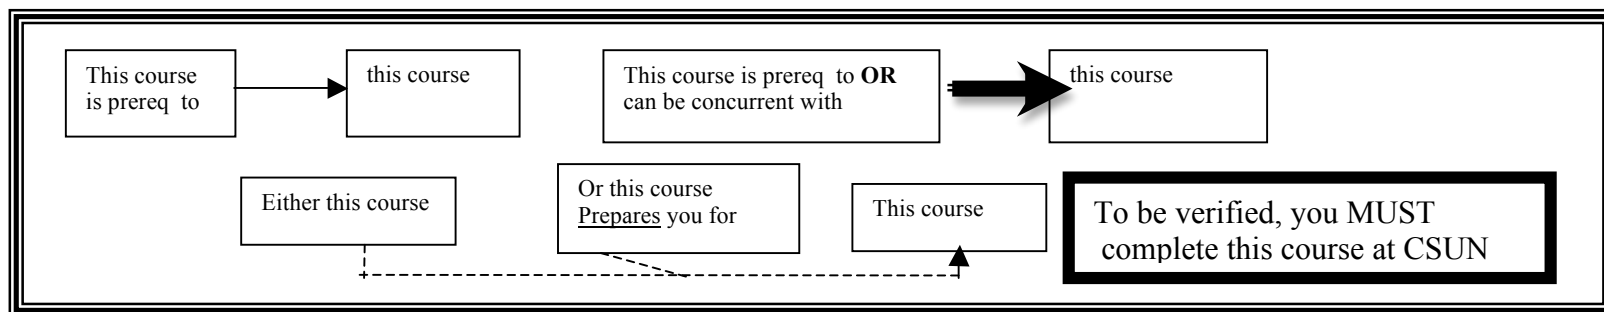 This course
is prereq to
this course
This course is prereq to OR
can be concurrent with
this course
Either this course
Or this course
Prepares you for
This course
To be verified, you MUST
complete this course at CSUN